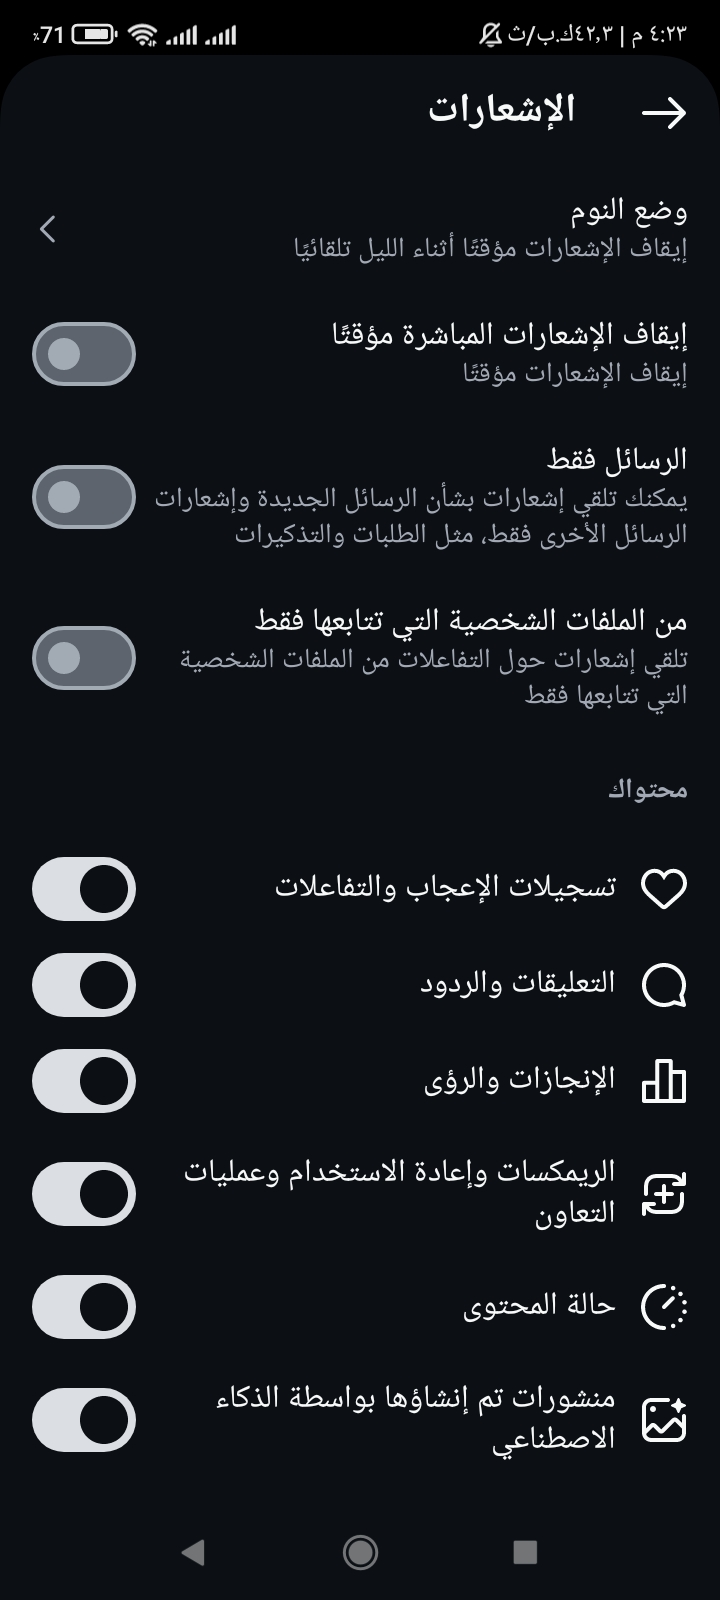 ٤:٢٣ م | ٤٢,٣ك.ب/ث
71٪
الإشعارات
وضع النوم
إيقاف الإشعارات مؤقتًا أثناء الليل تلقائيًا
إيقاف الإشعارات المباشرة مؤقتًا
إيقاف الإشعارات مؤقتًا
الرسائل فقط
يمكنك تلقي إشعارات بشأن الرسائل الجديدة وإشعارات
الرسائل الأخرى فقط، مثل الطلبات والتذكيرات
من الملفات الشخصية التي تتابعها فقط
تلقي إشعارات حول التفاعلات من الملفات الشخصية
التي تتابعها فقط
محتواك
تسجيلات الإعجاب والتفاعلات
التعليقات والردود
الإنجازات والرؤى
الريمكسات وإعادة الاستخدام وعمليات
التعاون
حالة المحتوى
منشورات تم إنشاؤها بواسطة الذكاء
الاصطناعي